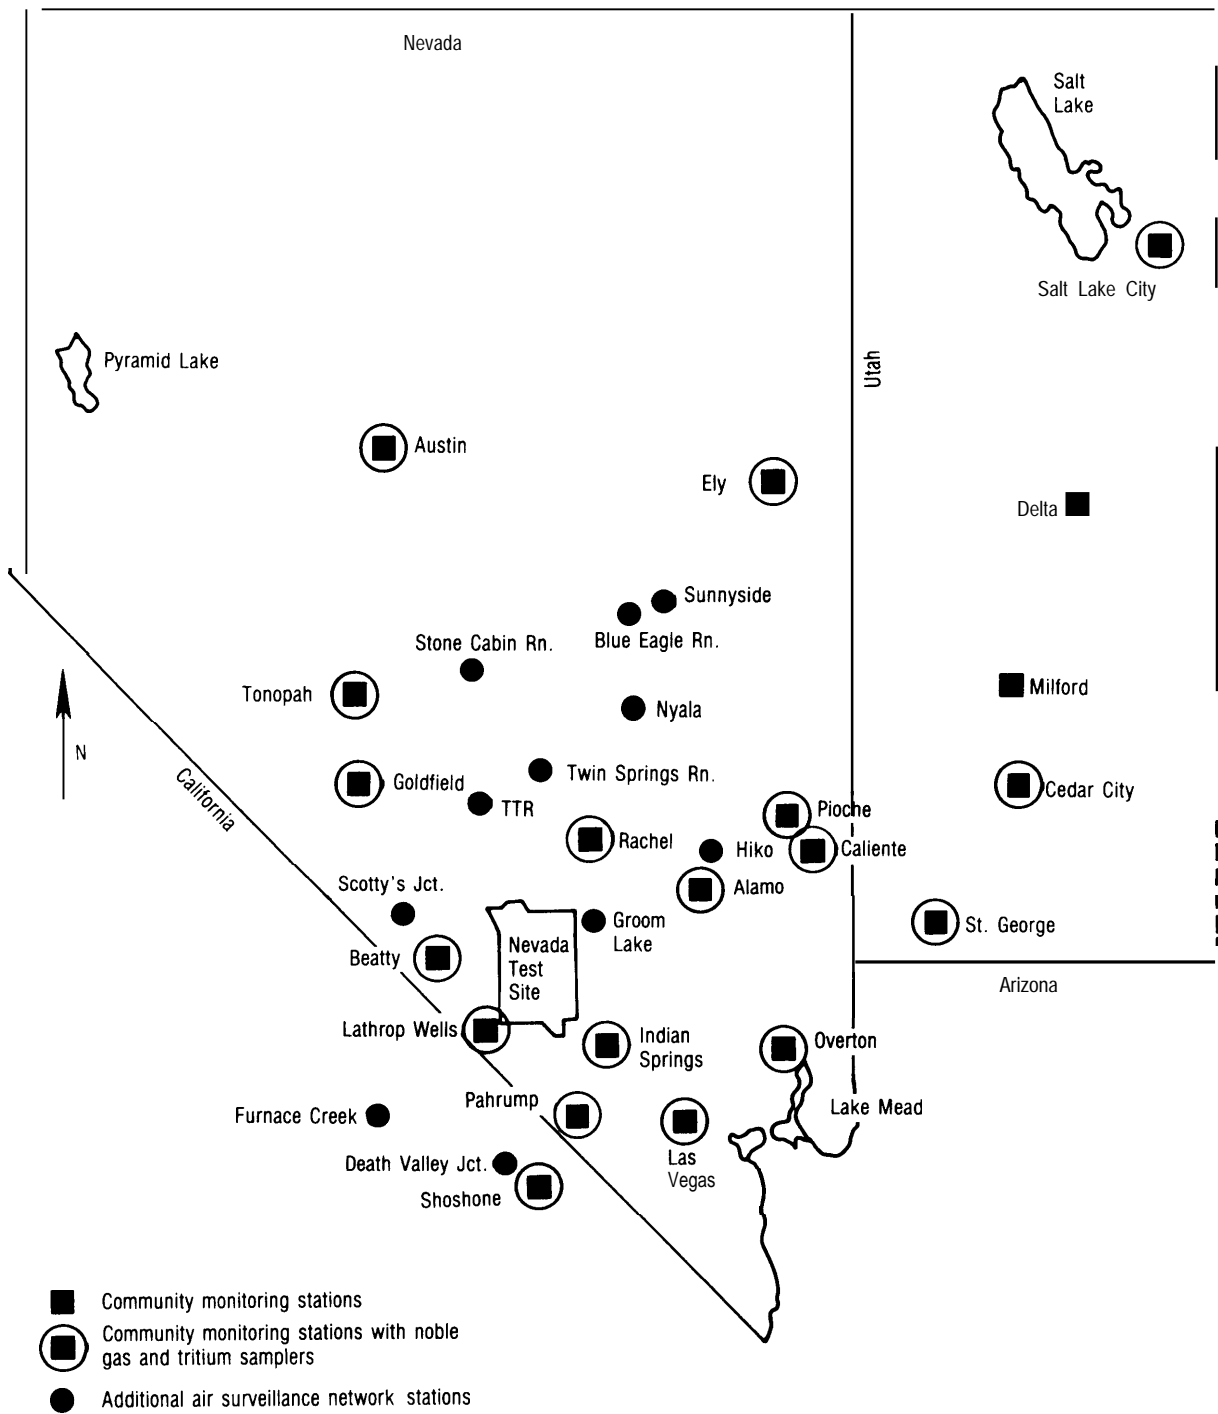 Nevada
Salt
Lake
Salt Lake City
Pyramid Lake
Utah
Austin
Ely
Delta
Sunnyside
Blue Eagle Rn.
Stone Cabin Rn.
Tonopah
Milford
Nyala
N
California
Goldfield
Twin Springs Rn.
TTR
Cedar City
Pioche
Rachel
Hiko
Caliente
Scotty's Jct.
Alamo
Groom
Lake
St. George
Nevada
Test
Site
Beatty
Arizona
Lathrop Wells
Indian
Springs
Overton
Pahrump
Lake Mead
Furnace Creek
Las
Vegas
Death Valley Jct.
Shoshone
Community monitoring stations
Community monitoring stations with noble
gas and tritium samplers
Additional air surveillance network stations